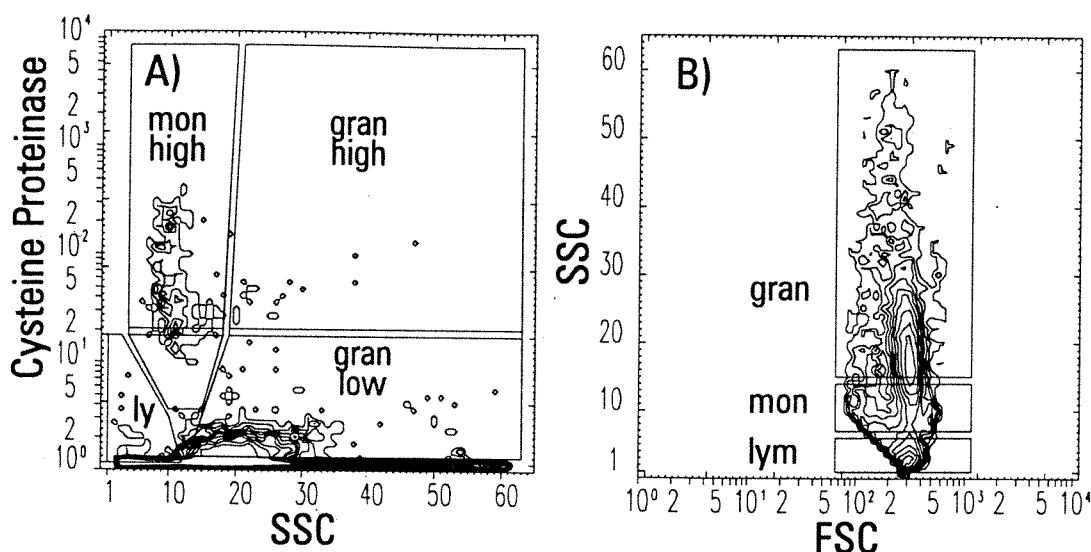 A)
Cysteine Proteinase
10⁴
5
2
10³
5
2
10²
5
2
10¹
5
2
10⁰
mon
high
gran
high
gran
low
ly
1 10 20 30 40 50 60
SSC
B)
SSC
60
50
40
30
20
10
1
gran
mon
lym
10⁰ 2 5 10¹ 2 5 10² 2 5 10³ 2 5 10⁴
FSC